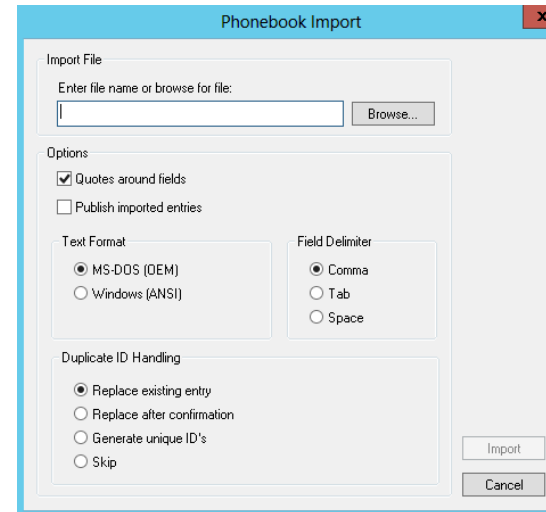 Phonebook Import
x
Import File
Enter file name or browse for file:
Browse...
Options
Quotes around fields
Publish imported entries
Text Format
MS-DOS (OEM)
Windows (ANSI)
Field Delimiter
Comma
Tab
Space
Duplicate ID Handling
Replace existing entry
Replace after confirmation
Generate unique ID's
Skip
Import
Cancel